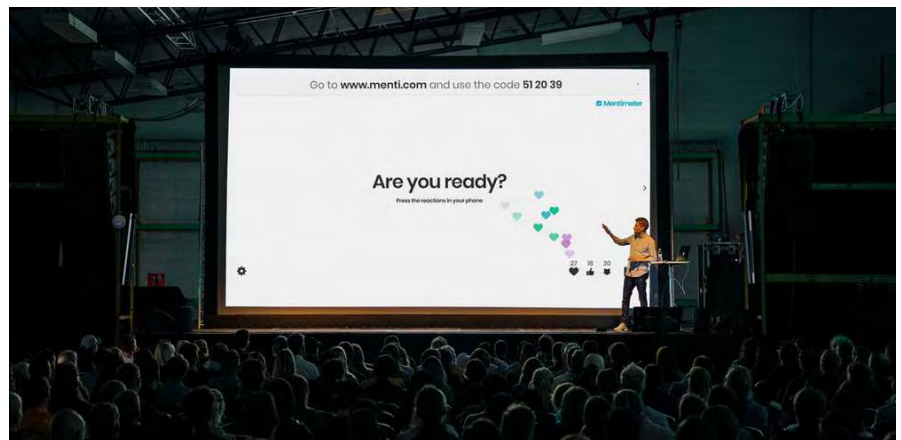 Go to www.menti.com and use the code 51 20 39
Mentimeter
Are you ready?
Press the reactions in your phone
27 18 30